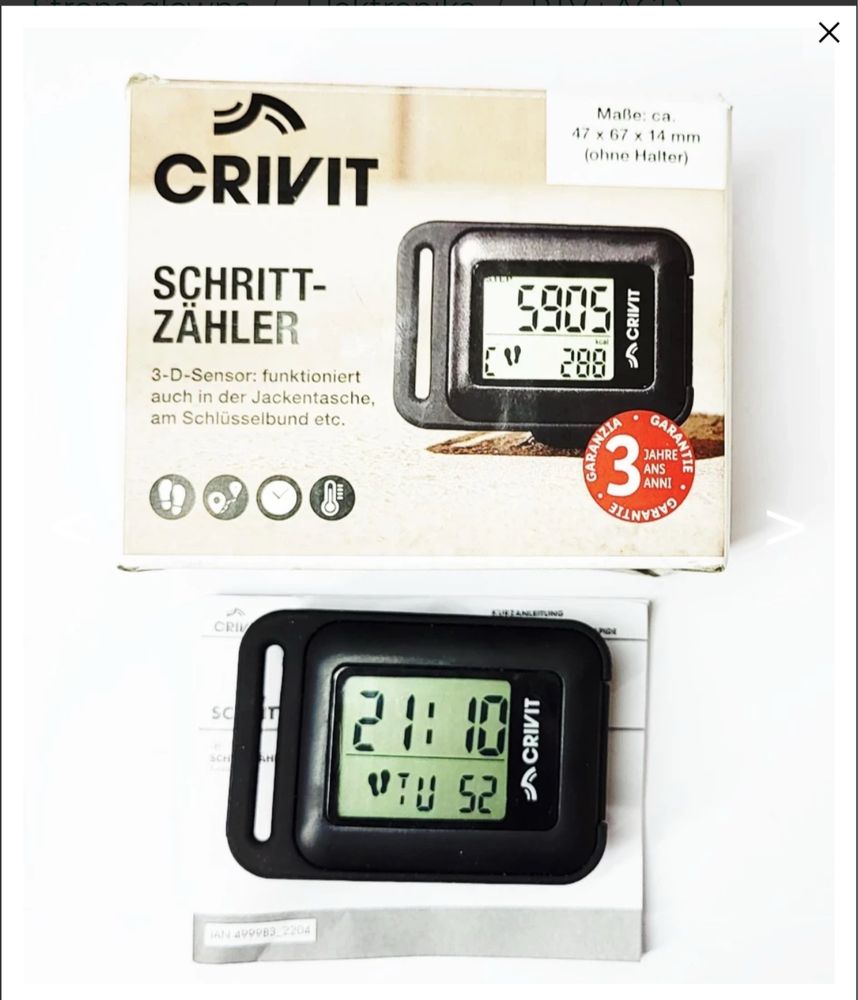 CRIVIT
Maße: ca.
47 x 67 x 14 mm
(ohne Halter)
SCHRITT-
ZÄHLER
3-D-Sensor: funktioniert
auch in der Jackentasche,
am Schlüsselbund etc.
5905
kcal
288
CRIVIT
GARANZIA • GARANTIE • GARANTIE
3 JAHRE
ANS
ANNI
KURZANLEITUNG
21:10
TU 52
CRIVIT
IAN 499983_2204